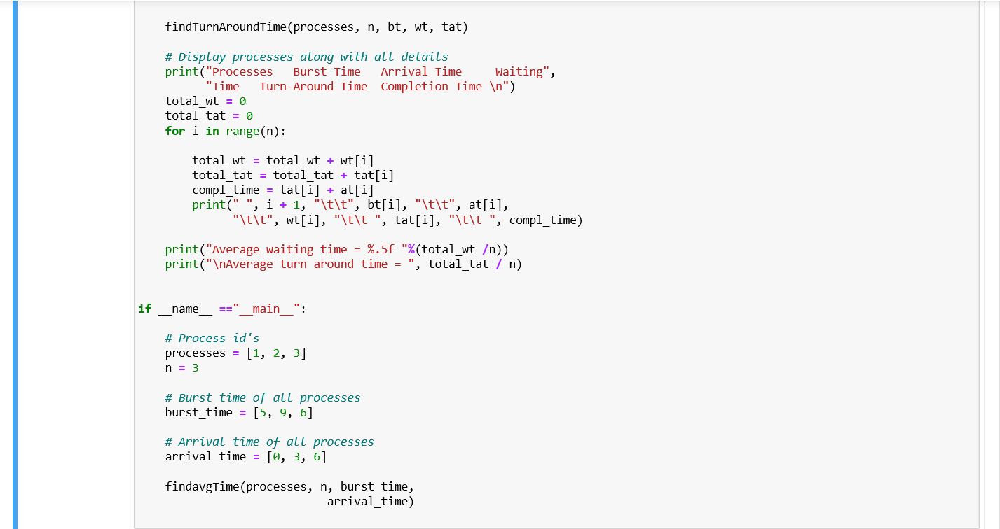 findTurnAroundTime(processes, n, bt, wt, tat)
# Display processes along with all details
print("Processes   Burst Time   Arrival Time     Waiting",
"Time   Turn-Around Time  Completion Time \n")
total_wt = 0
total_tat = 0
for i in range(n):
total_wt = total_wt + wt[i]
total_tat = total_tat + tat[i]
compl_time = tat[i] + at[i]
print(" ", i + 1, "\t\t", bt[i], "\t\t", at[i],
"\t\t", wt[i], "\t\t ", tat[i], "\t\t ", compl_time)
print("Average waiting time = %.5f "%(total_wt /n))
print("\nAverage turn around time = ", total_tat / n)
if __name__ =="__main__":
# Process id's
processes = [1, 2, 3]
n = 3
# Burst time of all processes
burst_time = [5, 9, 6]
# Arrival time of all processes
arrival_time = [0, 3, 6]
findavgTime(processes, n, burst_time,
arrival_time)